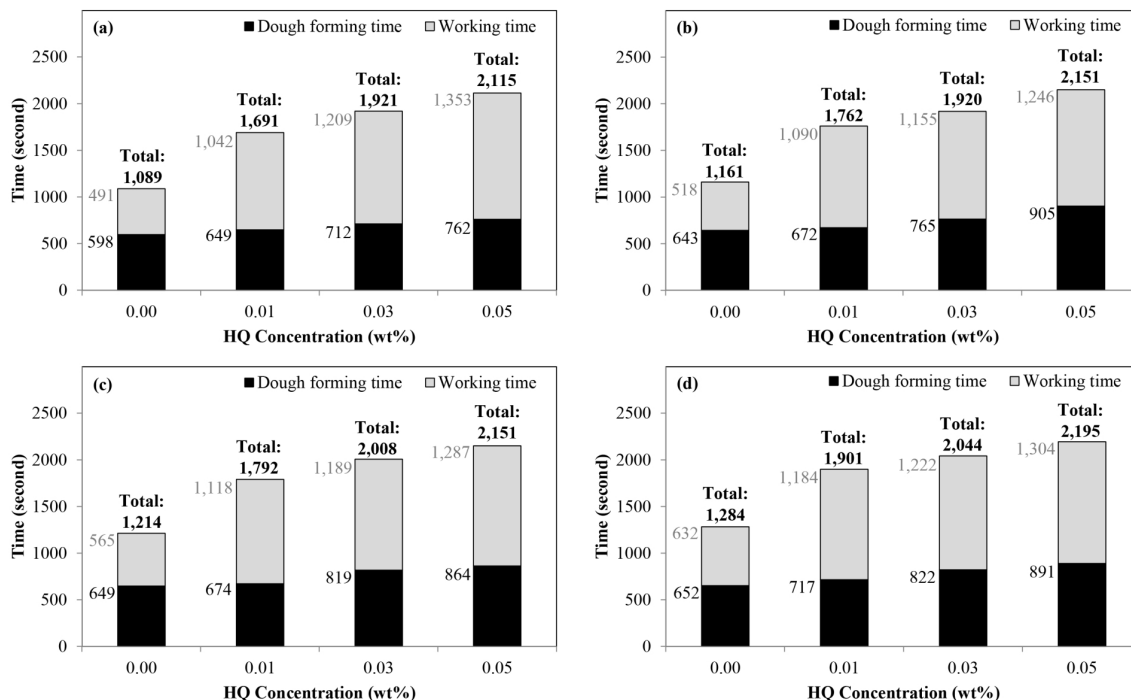 (a)
Dough forming time
Working time
Time (second)
2500
2000
1500
1000
500
0
Total:
1,089
491
598
Total:
1,691
1,042
649
Total:
1,921
1,209
712
Total:
2,115
1,353
762
0.00 0.01 0.03 0.05
HQ Concentration (wt%)
(b)
Dough forming time
Working time
Time (second)
2500
2000
1500
1000
500
0
Total:
1,161
518
643
Total:
1,762
1,090
672
Total:
1,920
1,155
765
Total:
2,151
1,246
905
0.00 0.01 0.03 0.05
HQ Concentration (wt%)
(c)
Dough forming time
Working time
Time (second)
2500
2000
1500
1000
500
0
Total:
1,214
565
649
Total:
1,792
1,118
674
Total:
2,008
1,189
819
Total:
2,151
1,287
864
0.00 0.01 0.03 0.05
HQ Concentration (wt%)
(d)
Dough forming time
Working time
Time (second)
2500
2000
1500
1000
500
0
Total:
1,284
632
652
Total:
1,901
1,184
717
Total:
2,044
1,222
822
Total:
2,195
1,304
891
0.00 0.01 0.03 0.05
HQ Concentration (wt%)